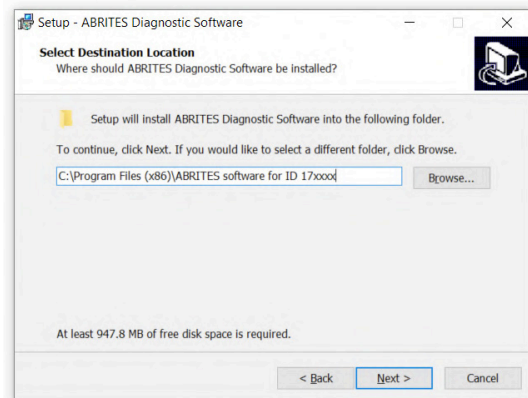 Setup - ABRITES Diagnostic Software
Select Destination Location
Where should ABRITES Diagnostic Software be installed?
Setup will install ABRITES Diagnostic Software into the following folder.
To continue, click Next. If you would like to select a different folder, click Browse.
C:\Program Files (x86)\ABRITES software for ID 17xxxx
Browse...
At least 947.8 MB of free disk space is required.
< Back Next > Cancel